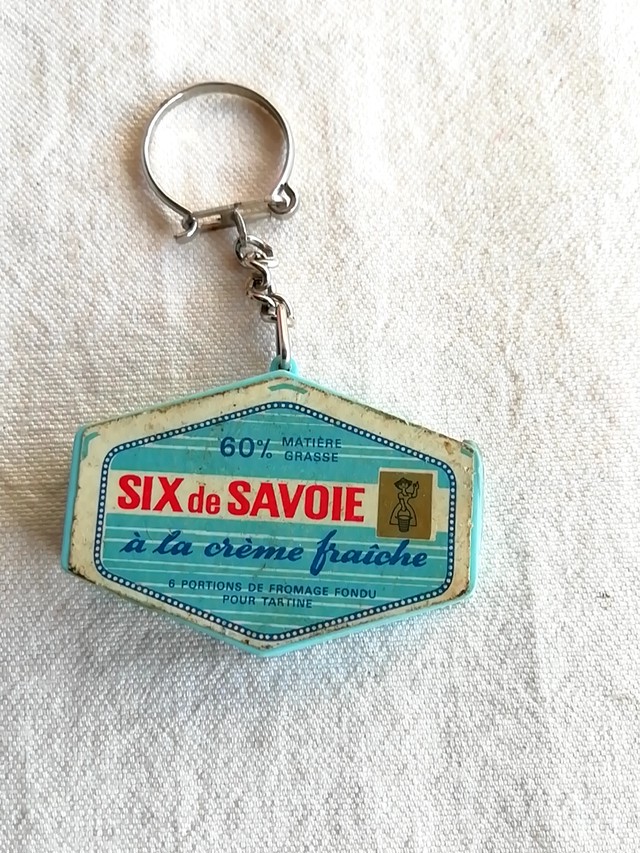 60% MATIÈRE
GRASSE
SIX de SAVOIE
à la crème fraîche
6 PORTIONS DE FROMAGE FONDU
POUR TARTINE